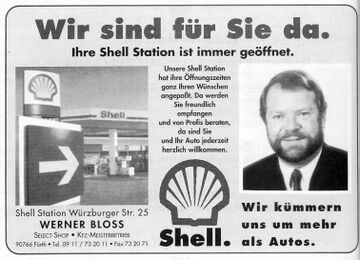 Wir sind für Sie da.
Ihre Shell Station ist immer geöffnet.
Unsere Shell Station
hat ihre Öffnungszeiten
ganz Ihren Wünschen
angepaßt. Da werden
Sie freundlich
empfangen
und von Profis beraten,
da sind Sie
und Ihr Auto jederzeit
herzlich willkommen.
Shell
Shell Station Würzburger Str. 25
WERNER BLOSS
SELECT-SHOP • KFZ-MEISTERBETRIEB
90766 Fürth • Tel. 09 11 / 73 20 11 • Fax 73 20 71
Shell.
Wir kümmern
uns um mehr
als Autos.